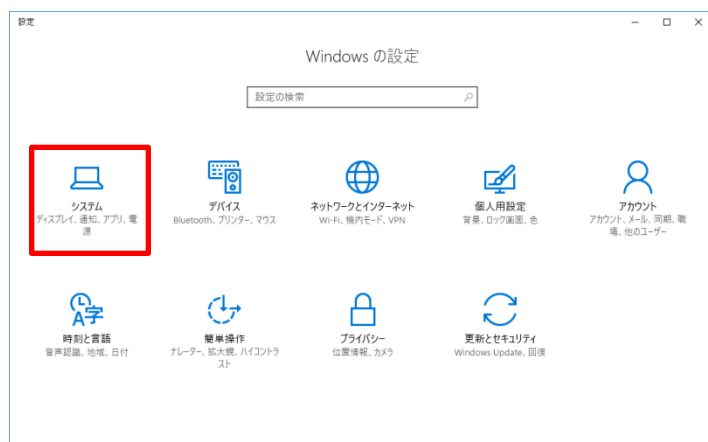 設定
Windows の設定
設定の検索
システム
ディスプレイ、通知、アプリ、電
源
デバイス
Bluetooth、プリンター、マウス
ネットワークとインターネット
Wi-Fi、機内モード、VPN
個人用設定
背景、ロック画面、色
アカウント
アカウント、メール、同期、職
場、他のユーザー
時刻と言語
音声認識、地域、日付
簡単操作
ナレーター、拡大鏡、ハイコントラ
スト
プライバシー
位置情報、カメラ
更新とセキュリティ
Windows Update、回復